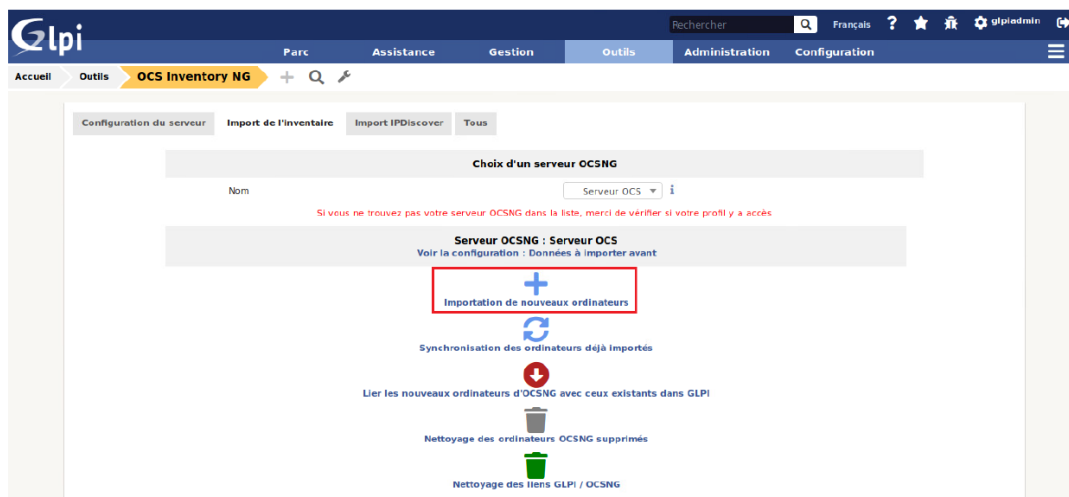 Glpi
Rechercher Français ? glpiadmin
Parc Assistance Gestion Outils Administration Configuration
Accueil Outils OCS Inventory NG
Configuration du serveur Import de l'inventaire Import IPDiscover Tous
Choix d'un serveur OCSNG
Nom Serveur OCS i
Si vous ne trouvez pas votre serveur OCSNG dans la liste, merci de vérifier si votre profil y a accès
Serveur OCSNG : Serveur OCS
Voir la configuration : Données à importer avant
Importation de nouveaux ordinateurs
Synchronisation des ordinateurs déjà importés
Lier les nouveaux ordinateurs d'OCSNG avec ceux existants dans GLPI
Nettoyage des ordinateurs OCSNG supprimés
Nettoyage des liens GLPI / OCSNG